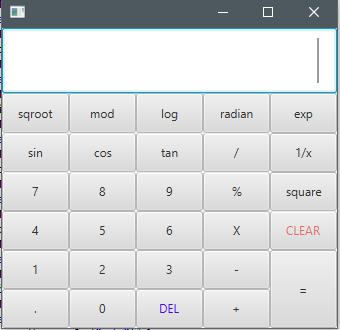 sqroot mod log radian exp
sin cos tan / 1/x
7 8 9 % square
4 5 6 X CLEAR
1 2 3 - =
. 0 DEL +